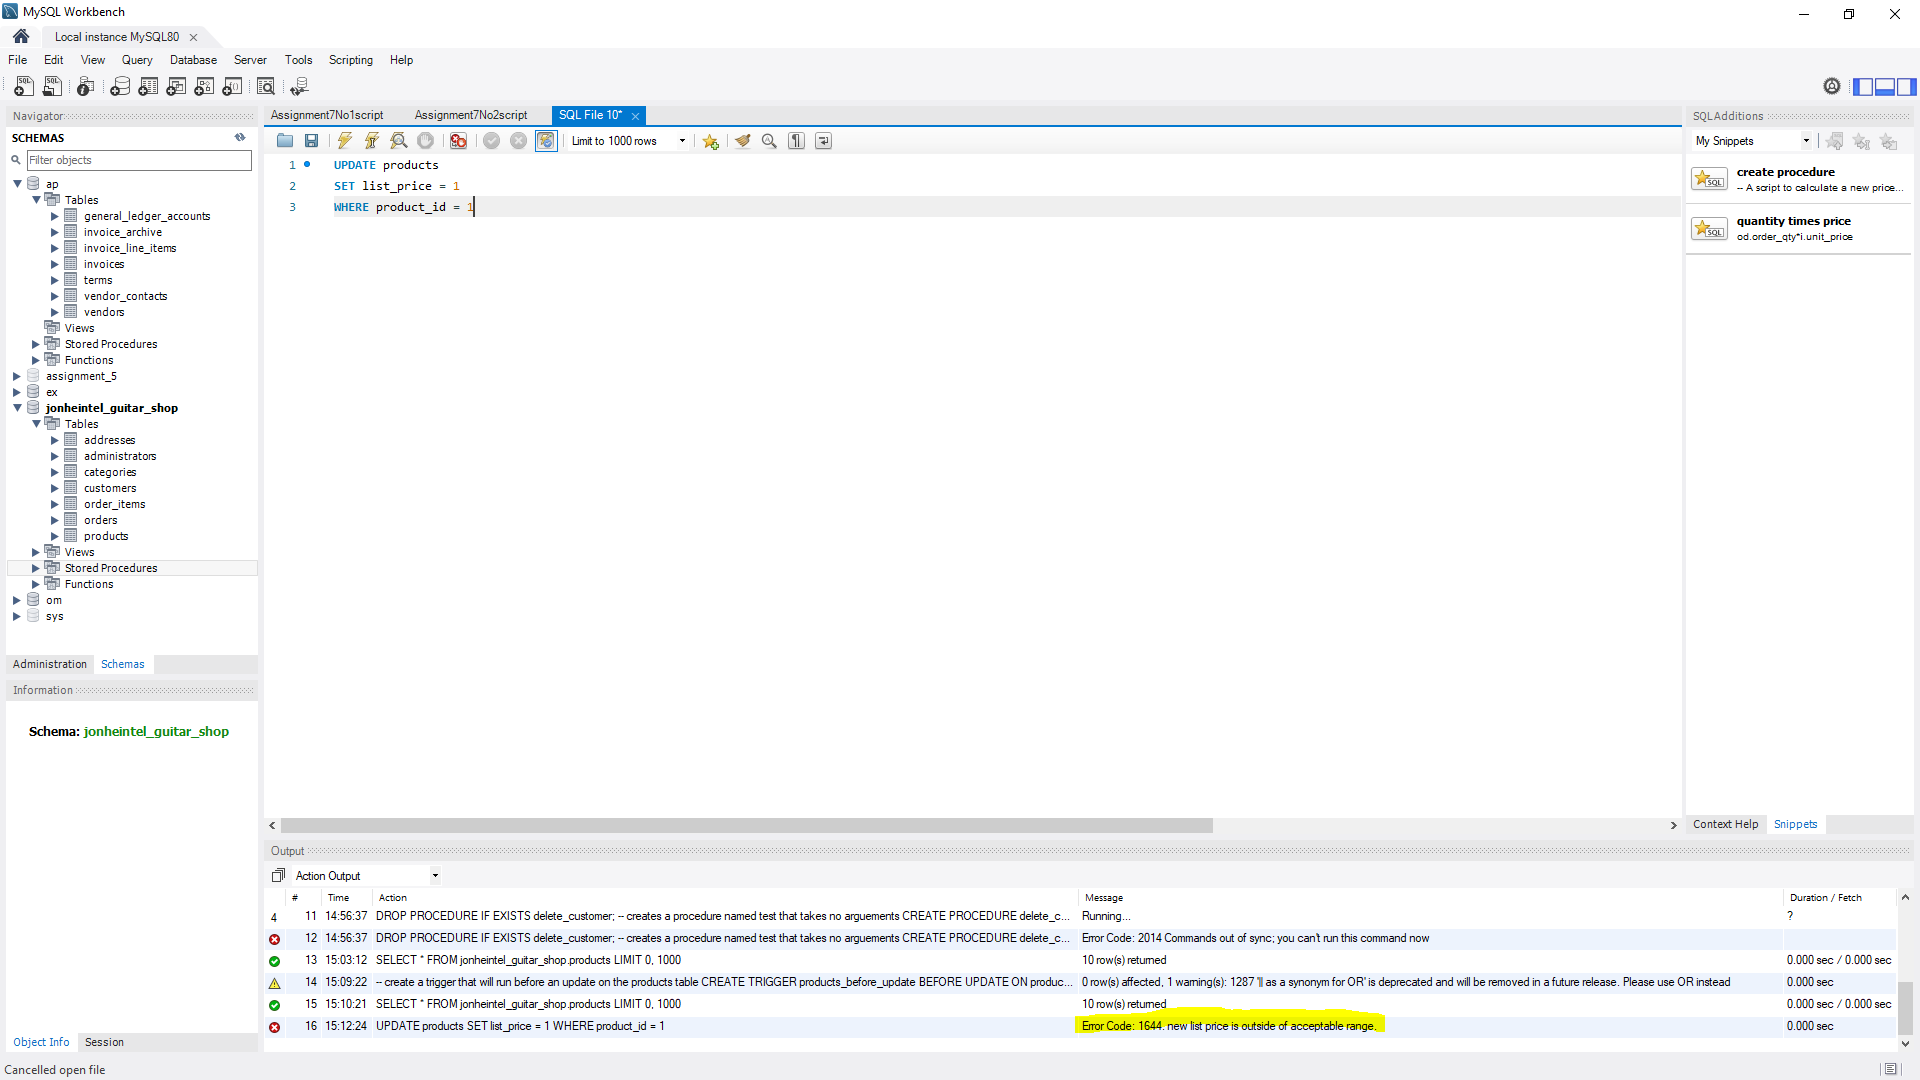 MySQL Workbench
Local instance MySQL80
File Edit View Query Database Server Tools Scripting Help
Navigator
SCHEMAS
Filter objects
ap
Tables
general_ledger_accounts
invoice_archive
invoice_line_items
invoices
terms
vendor_contacts
vendors
Views
Stored Procedures
Functions
assignment_5
ex
jonheintel_guitar_shop
Tables
addresses
administrators
categories
customers
order_items
orders
products
Views
Stored Procedures
Functions
om
sys
Administration Schemas
Information
Schema: jonheintel_guitar_shop
Object Info Session
Cancelled open file
Assignment7No1script Assignment7No2script SQL File 10*
Limit to 1000 rows
1 UPDATE products
2 SET list_price = 1
3 WHERE product_id = 1
SQLAdditions
My Snippets
create procedure
-- A script to calculate a new price...
quantity times price
od.order_qty*i.unit_price
Context Help Snippets
Output
Action Output
# Time Action Message Duration / Fetch
4 11 14:56:37 DROP PROCEDURE IF EXISTS delete_customer; -- creates a procedure named test that takes no arguements CREATE PROCEDURE delete_c... Running... ?
12 14:56:37 DROP PROCEDURE IF EXISTS delete_customer; -- creates a procedure named test that takes no arguements CREATE PROCEDURE delete_c... Error Code: 2014 Commands out of sync; you can't run this command now
13 15:03:12 SELECT * FROM jonheintel_guitar_shop.products LIMIT 0, 1000 10 row(s) returned 0.000 sec / 0.000 sec
14 15:09:22 -- create a trigger that will run before an update on the products table CREATE TRIGGER products_before_update BEFORE UPDATE ON produc... 0 row(s) affected, 1 warning(s): 1287 '|| as a synonym for OR' is deprecated and will be removed in a future release. Please use OR instead 0.000 sec
15 15:10:21 SELECT * FROM jonheintel_guitar_shop.products LIMIT 0, 1000 10 row(s) returned 0.000 sec / 0.000 sec
16 15:12:24 UPDATE products SET list_price = 1 WHERE product_id = 1 Error Code: 1644. new list price is outside of acceptable range. 0.000 sec